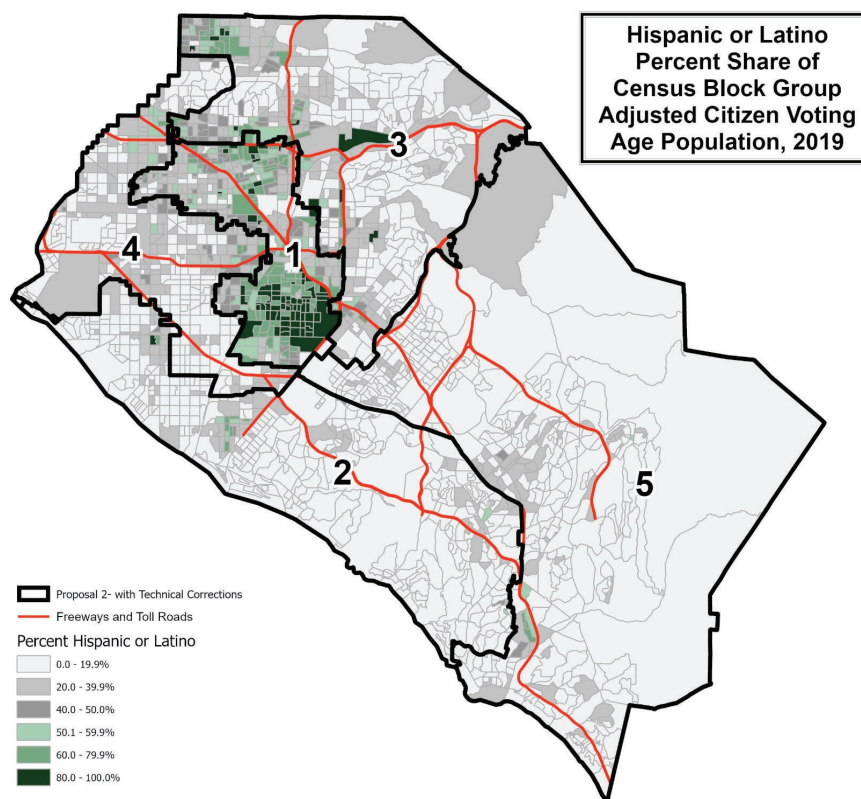 Hispanic or Latino
Percent Share of
Census Block Group
Adjusted Citizen Voting
Age Population, 2019
3
1
4
2
5
Proposal 2- with Technical Corrections
Freeways and Toll Roads
Percent Hispanic or Latino
0.0 - 19.9%
20.0 - 39.9%
40.0 - 50.0%
50.1 - 59.9%
60.0 - 79.9%
80.0 - 100.0%